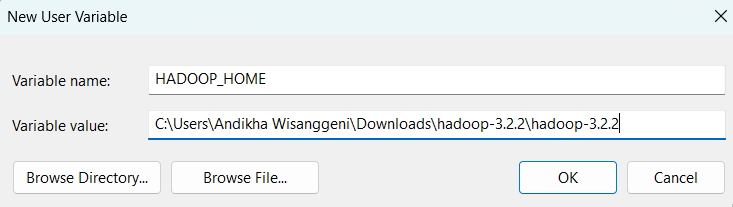 New User Variable
Variable name: HADOOP_HOME
Variable value: C:\Users\Andikha Wisanggeni\Downloads\hadoop-3.2.2\hadoop-3.2.2
Browse Directory... Browse File... OK Cancel